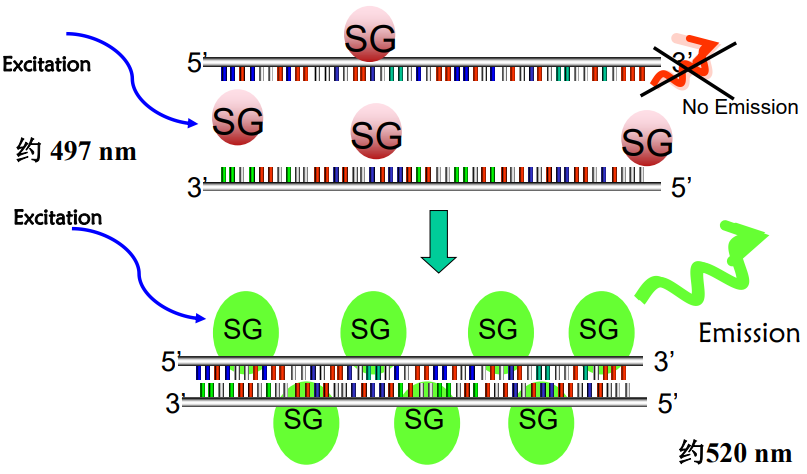 SG
5’
3’
Excitation
No Emission
SG
SG
SG
约 497 nm
3’
5’
Excitation
SG
SG
SG
SG
Emission
5’
3’
3’
5’
SG
SG
SG
约520 nm